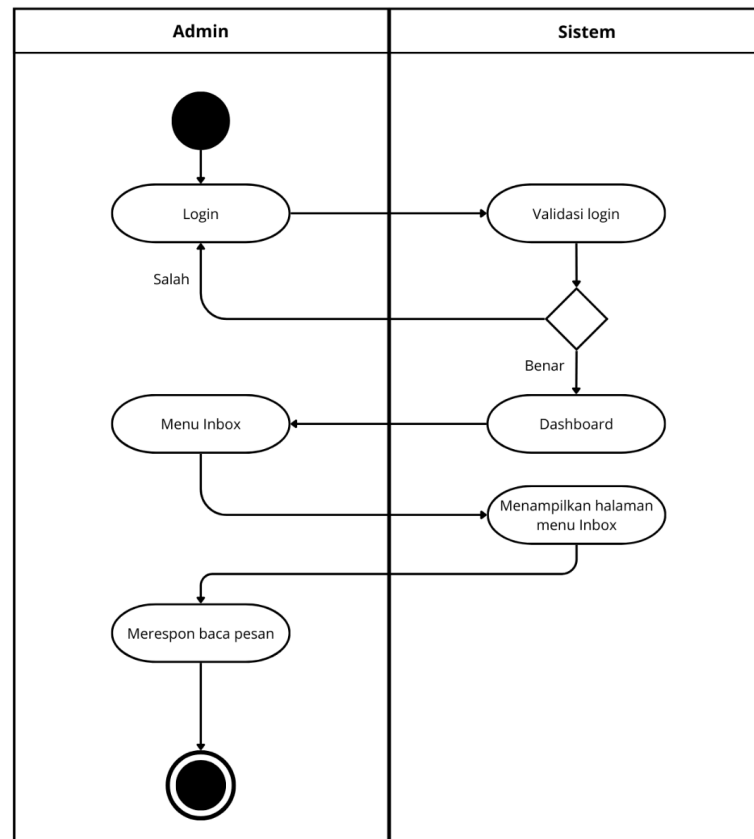 Admin
Sistem
Login
Validasi login
Salah
Benar
Menu Inbox
Dashboard
Menampilkan halaman
menu Inbox
Merespon baca pesan